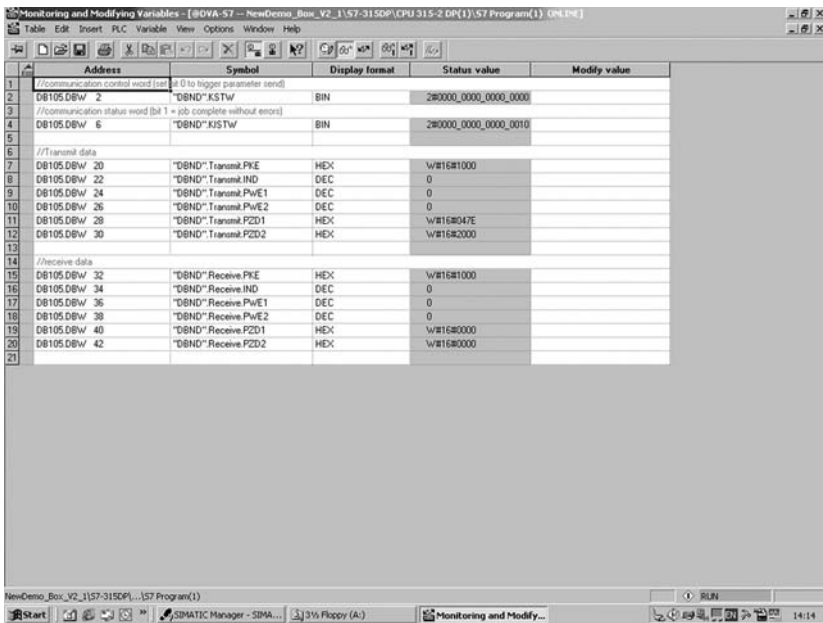 Monitoring and Modifying Variables - [@OVA-S7 -- NewDemo_Box_V2_1\S7-315DP\CPU 315-2 DP(1)\S7 Program(1) ONLINE]
Table Edit Insert PLC Variable View Options Window Help
Address Symbol Display format Status value Modify value
1 //communication control word (set bit 0 to trigger parameter send)
2 DB105.DBW 2 "DBND".KSTW BIN 2#0000_0000_0000_0000
3 //communication status word (bit 1 = job complete without errors)
4 DB105.DBW 6 "DBND".KISTW BIN 2#0000_0000_0000_0010
5
6 //Transmit data
7 DB105.DBW 20 "DBND".Transmit.PKE HEX W#16#1000
8 DB105.DBW 22 "DBND".Transmit.IND DEC 0
9 DB105.DBW 24 "DBND".Transmit.PWE1 DEC 0
10 DB105.DBW 26 "DBND".Transmit.PWE2 DEC 0
11 DB105.DBW 28 "DBND".Transmit.PZD1 HEX W#16#047E
12 DB105.DBW 30 "DBND".Transmit.PZD2 HEX W#16#2000
13
14 //receive data
15 DB105.DBW 32 "DBND".Receive.PKE HEX W#16#1000
16 DB105.DBW 34 "DBND".Receive.IND DEC 0
17 DB105.DBW 36 "DBND".Receive.PWE1 DEC 0
18 DB105.DBW 38 "DBND".Receive.PWE2 DEC 0
19 DB105.DBW 40 "DBND".Receive.PZD1 HEX W#16#0000
20 DB105.DBW 42 "DBND".Receive.PZD2 HEX W#16#0000
21
NewDemo_Box_V2_1\S7-315DP\...\S7 Program(1) RUN
Start SIMATIC Manager - SIMA... 3½ Floppy (A:) Monitoring and Modify... 14:14